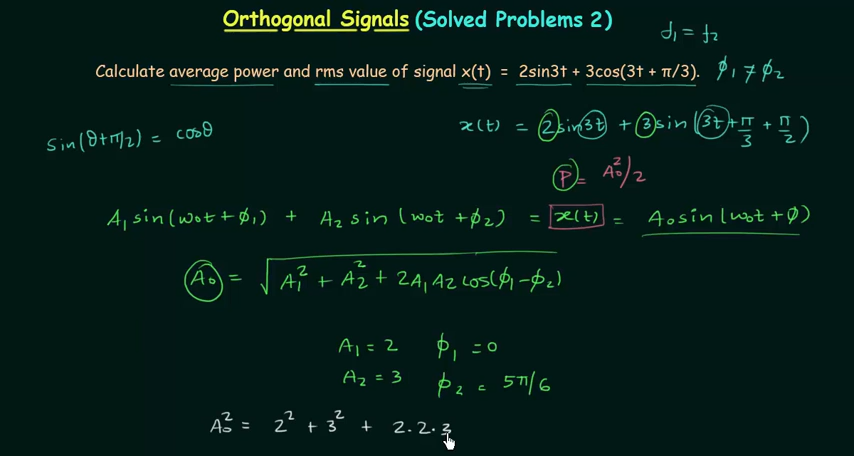 Orthogonal Signals (Solved Problems 2)
f₁ = f₂
Calculate average power and rms value of signal x(t) = 2sin3t + 3cos(3t + π/3).
ϕ₁ ≠ ϕ₂
sin(θ+π/2) = cosθ
x(t) = 2sin3t + 3sin(3t + π/3 + π/2)
P = A₀²/2
A₁sin(ω₀t + ϕ₁) + A₂sin(ω₀t + ϕ₂) = x(t) = A₀sin(ω₀t + ϕ)
A₀ = √(A₁² + A₂² + 2A₁A₂cos(ϕ₁-ϕ₂))
A₁ = 2 ϕ₁ = 0
A₂ = 3 ϕ₂ = 5π/6
A₀² = 2² + 3² + 2.2.3